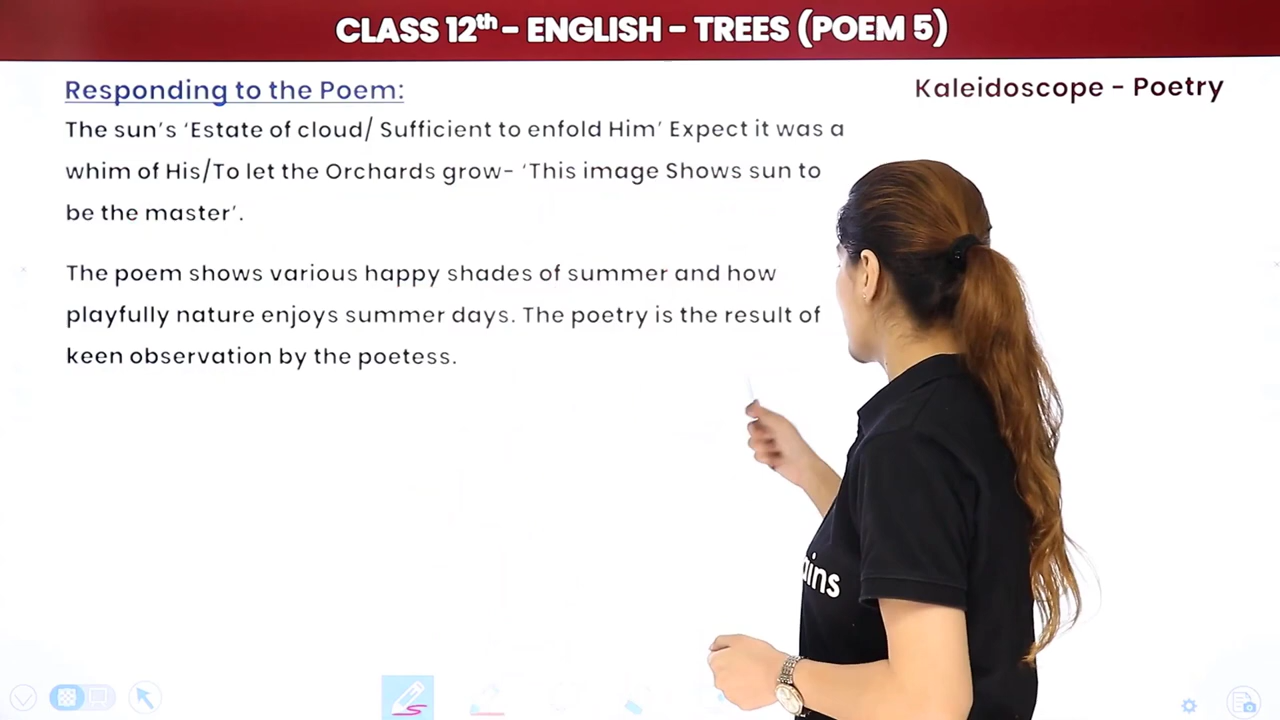 CLASS 12th - ENGLISH - TREES (POEM 5)
Responding to the Poem:
Kaleidoscope - Poetry
The sun's 'Estate of cloud/ Sufficient to enfold Him' Expect it was a
whim of His/To let the Orchards grow- 'This image Shows sun to
be the master'.
The poem shows various happy shades of summer and how
playfully nature enjoys summer days. The poetry is the result of
keen observation by the poetess.